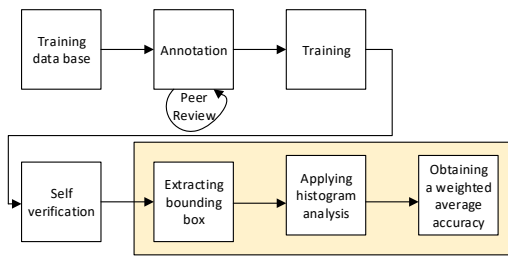 Training
data base
Annotation
Training
Peer
Review
Self
verification
Extracting
bounding
box
Applying
histogram
analysis
Obtaining
a weighted
average
accuracy